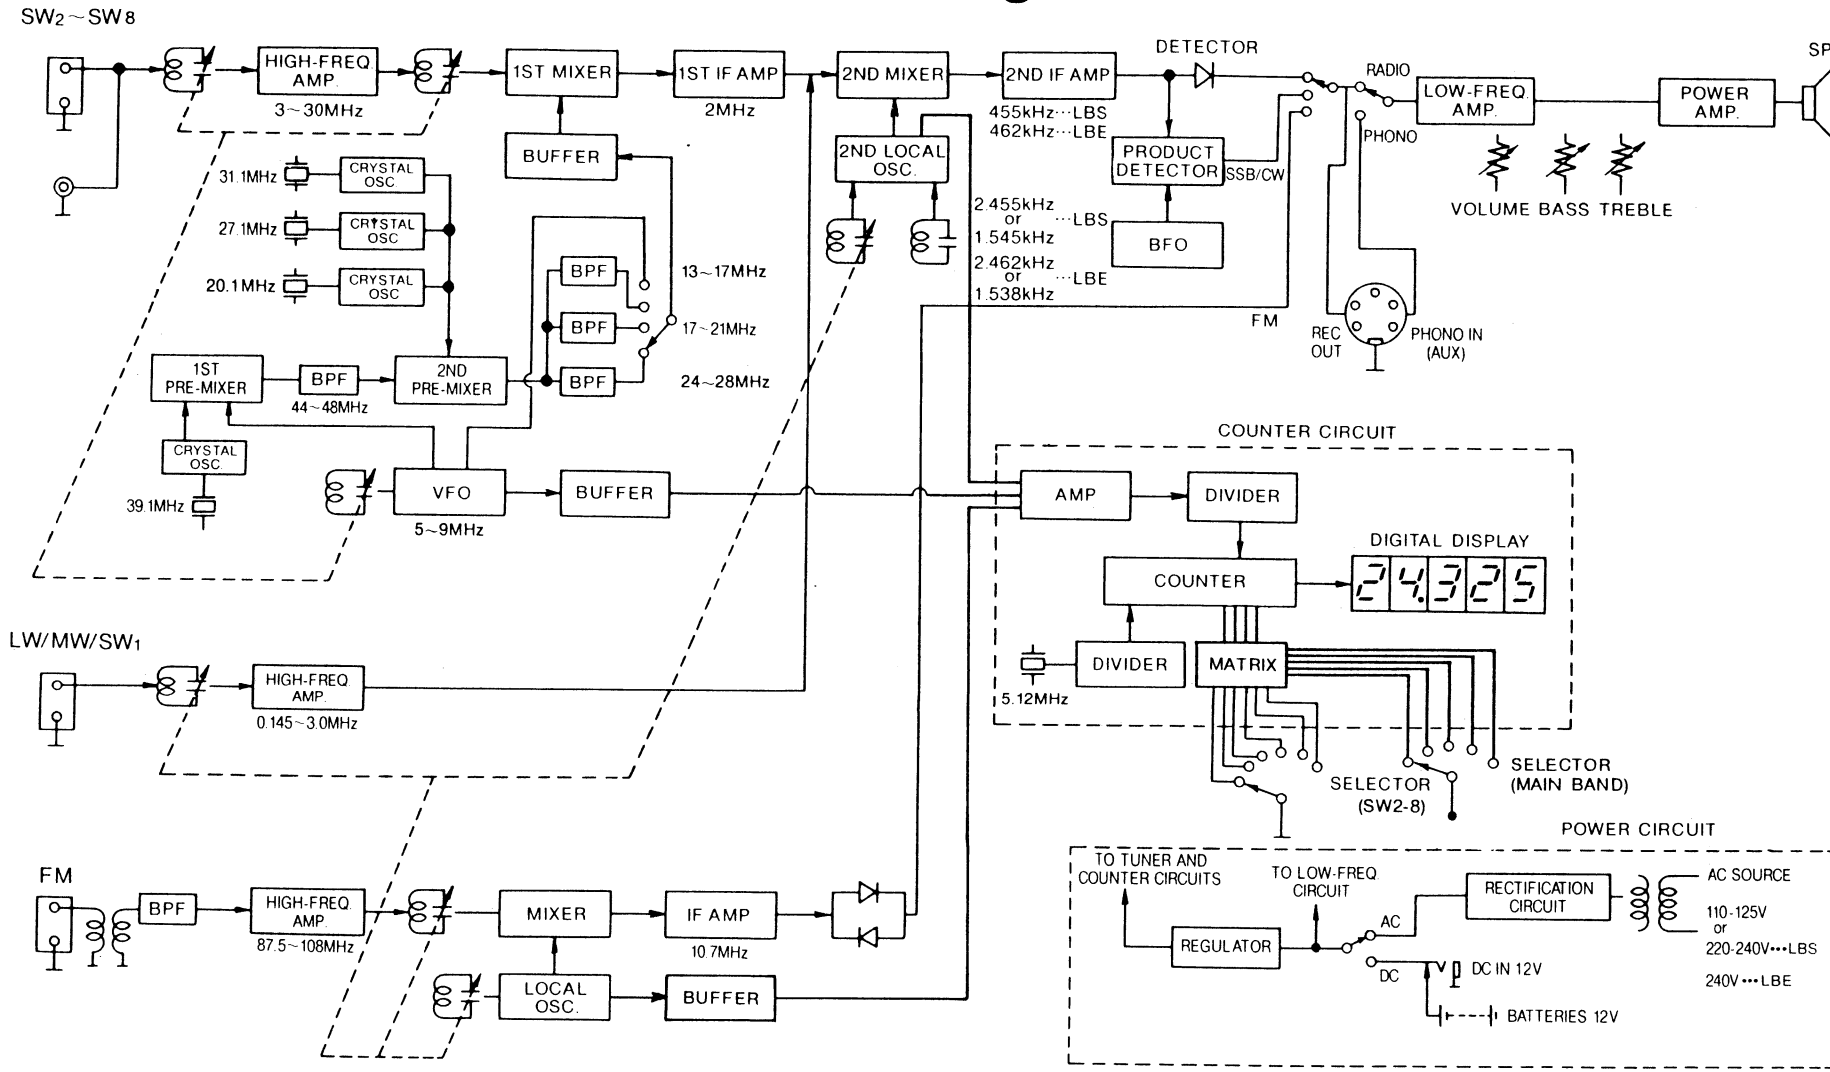 SW2~SW8
HIGH-FREQ.
AMP.
3~30MHz
1ST MIXER
1ST IF AMP
2MHz
2ND MIXER
2ND IF AMP
455kHz···LBS
462kHz···LBE
DETECTOR
RADIO
PHONO
LOW-FREQ.
AMP.
POWER
AMP.
SP
BUFFER
2ND LOCAL
OSC.
PRODUCT
DETECTOR
SSB/CW
BFO
VOLUME BASS TREBLE
31.1MHz
CRYSTAL
OSC.
27.1MHz
CRYSTAL
OSC
20.1MHz
CRYSTAL
OSC
2.455kHz
or ···LBS
1.545kHz
2.462kHz
or ···LBE
1.538kHz
BPF
13~17MHz
BPF
17~21MHz
BPF
24~28MHz
FM
REC
OUT
PHONO IN
(AUX)
1ST
PRE-MIXER
BPF
44~48MHz
2ND
PRE-MIXER
CRYSTAL
OSC.
39.1MHz
VFO
5~9MHz
BUFFER
COUNTER CIRCUIT
AMP
DIVIDER
DIGITAL DISPLAY
COUNTER
24.325
DIVIDER
MATRIX
5.12MHz
SELECTOR
(SW2-8)
SELECTOR
(MAIN BAND)
LW/MW/SW1
HIGH-FREQ.
AMP.
0.145~3.0MHz
FM
BPF
HIGH-FREQ.
AMP.
87.5~108MHz
MIXER
IF AMP
10.7MHz
LOCAL
OSC.
BUFFER
POWER CIRCUIT
TO TUNER AND
COUNTER CIRCUITS
TO LOW-FREQ.
CIRCUIT
RECTIFICATION
CIRCUIT
AC SOURCE
110-125V
or
220-240V···LBS
240V···LBE
REGULATOR
AC
DC
DC IN 12V
BATTERIES 12V